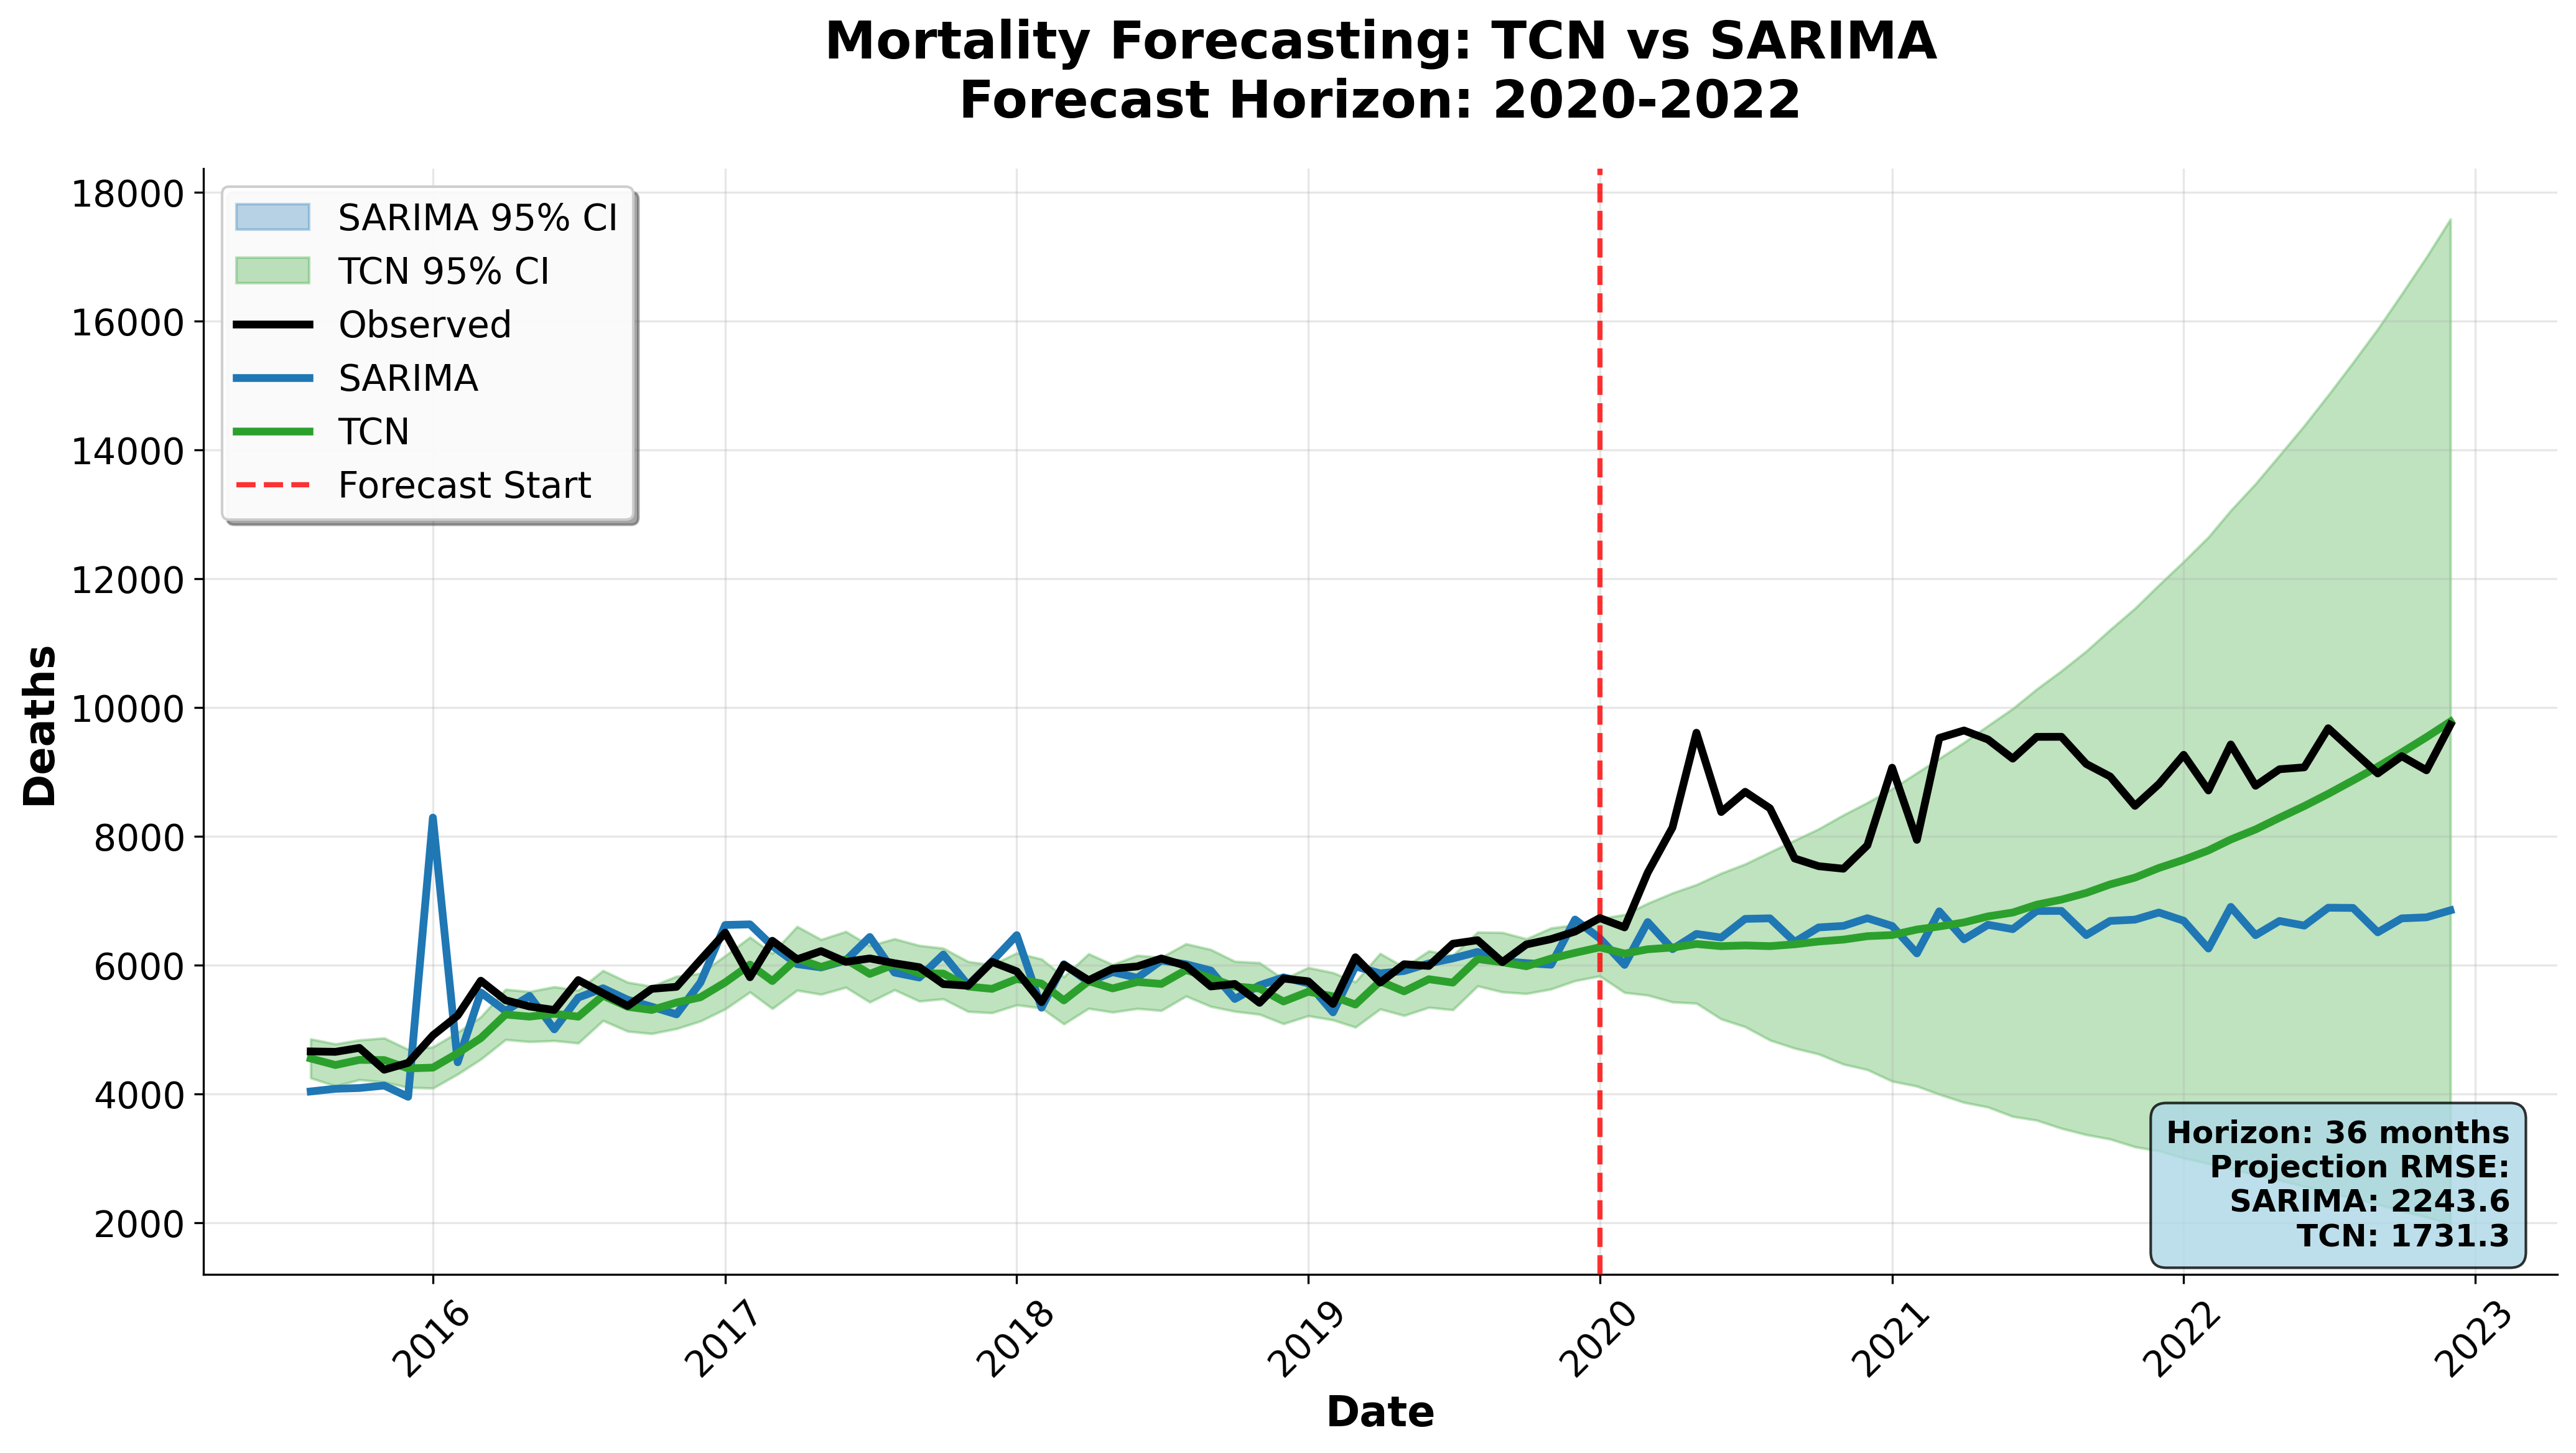 Mortality Forecasting: TCN vs SARIMA
Forecast Horizon: 2020-2022
18000
16000
14000
12000
10000
8000
6000
4000
2000
Deaths
SARIMA 95% CI
TCN 95% CI
Observed
SARIMA
TCN
Forecast Start
Horizon: 36 months
Projection RMSE:
SARIMA: 2243.6
TCN: 1731.3
2016
2017
2018
2019
2020
2021
2022
2023
Date